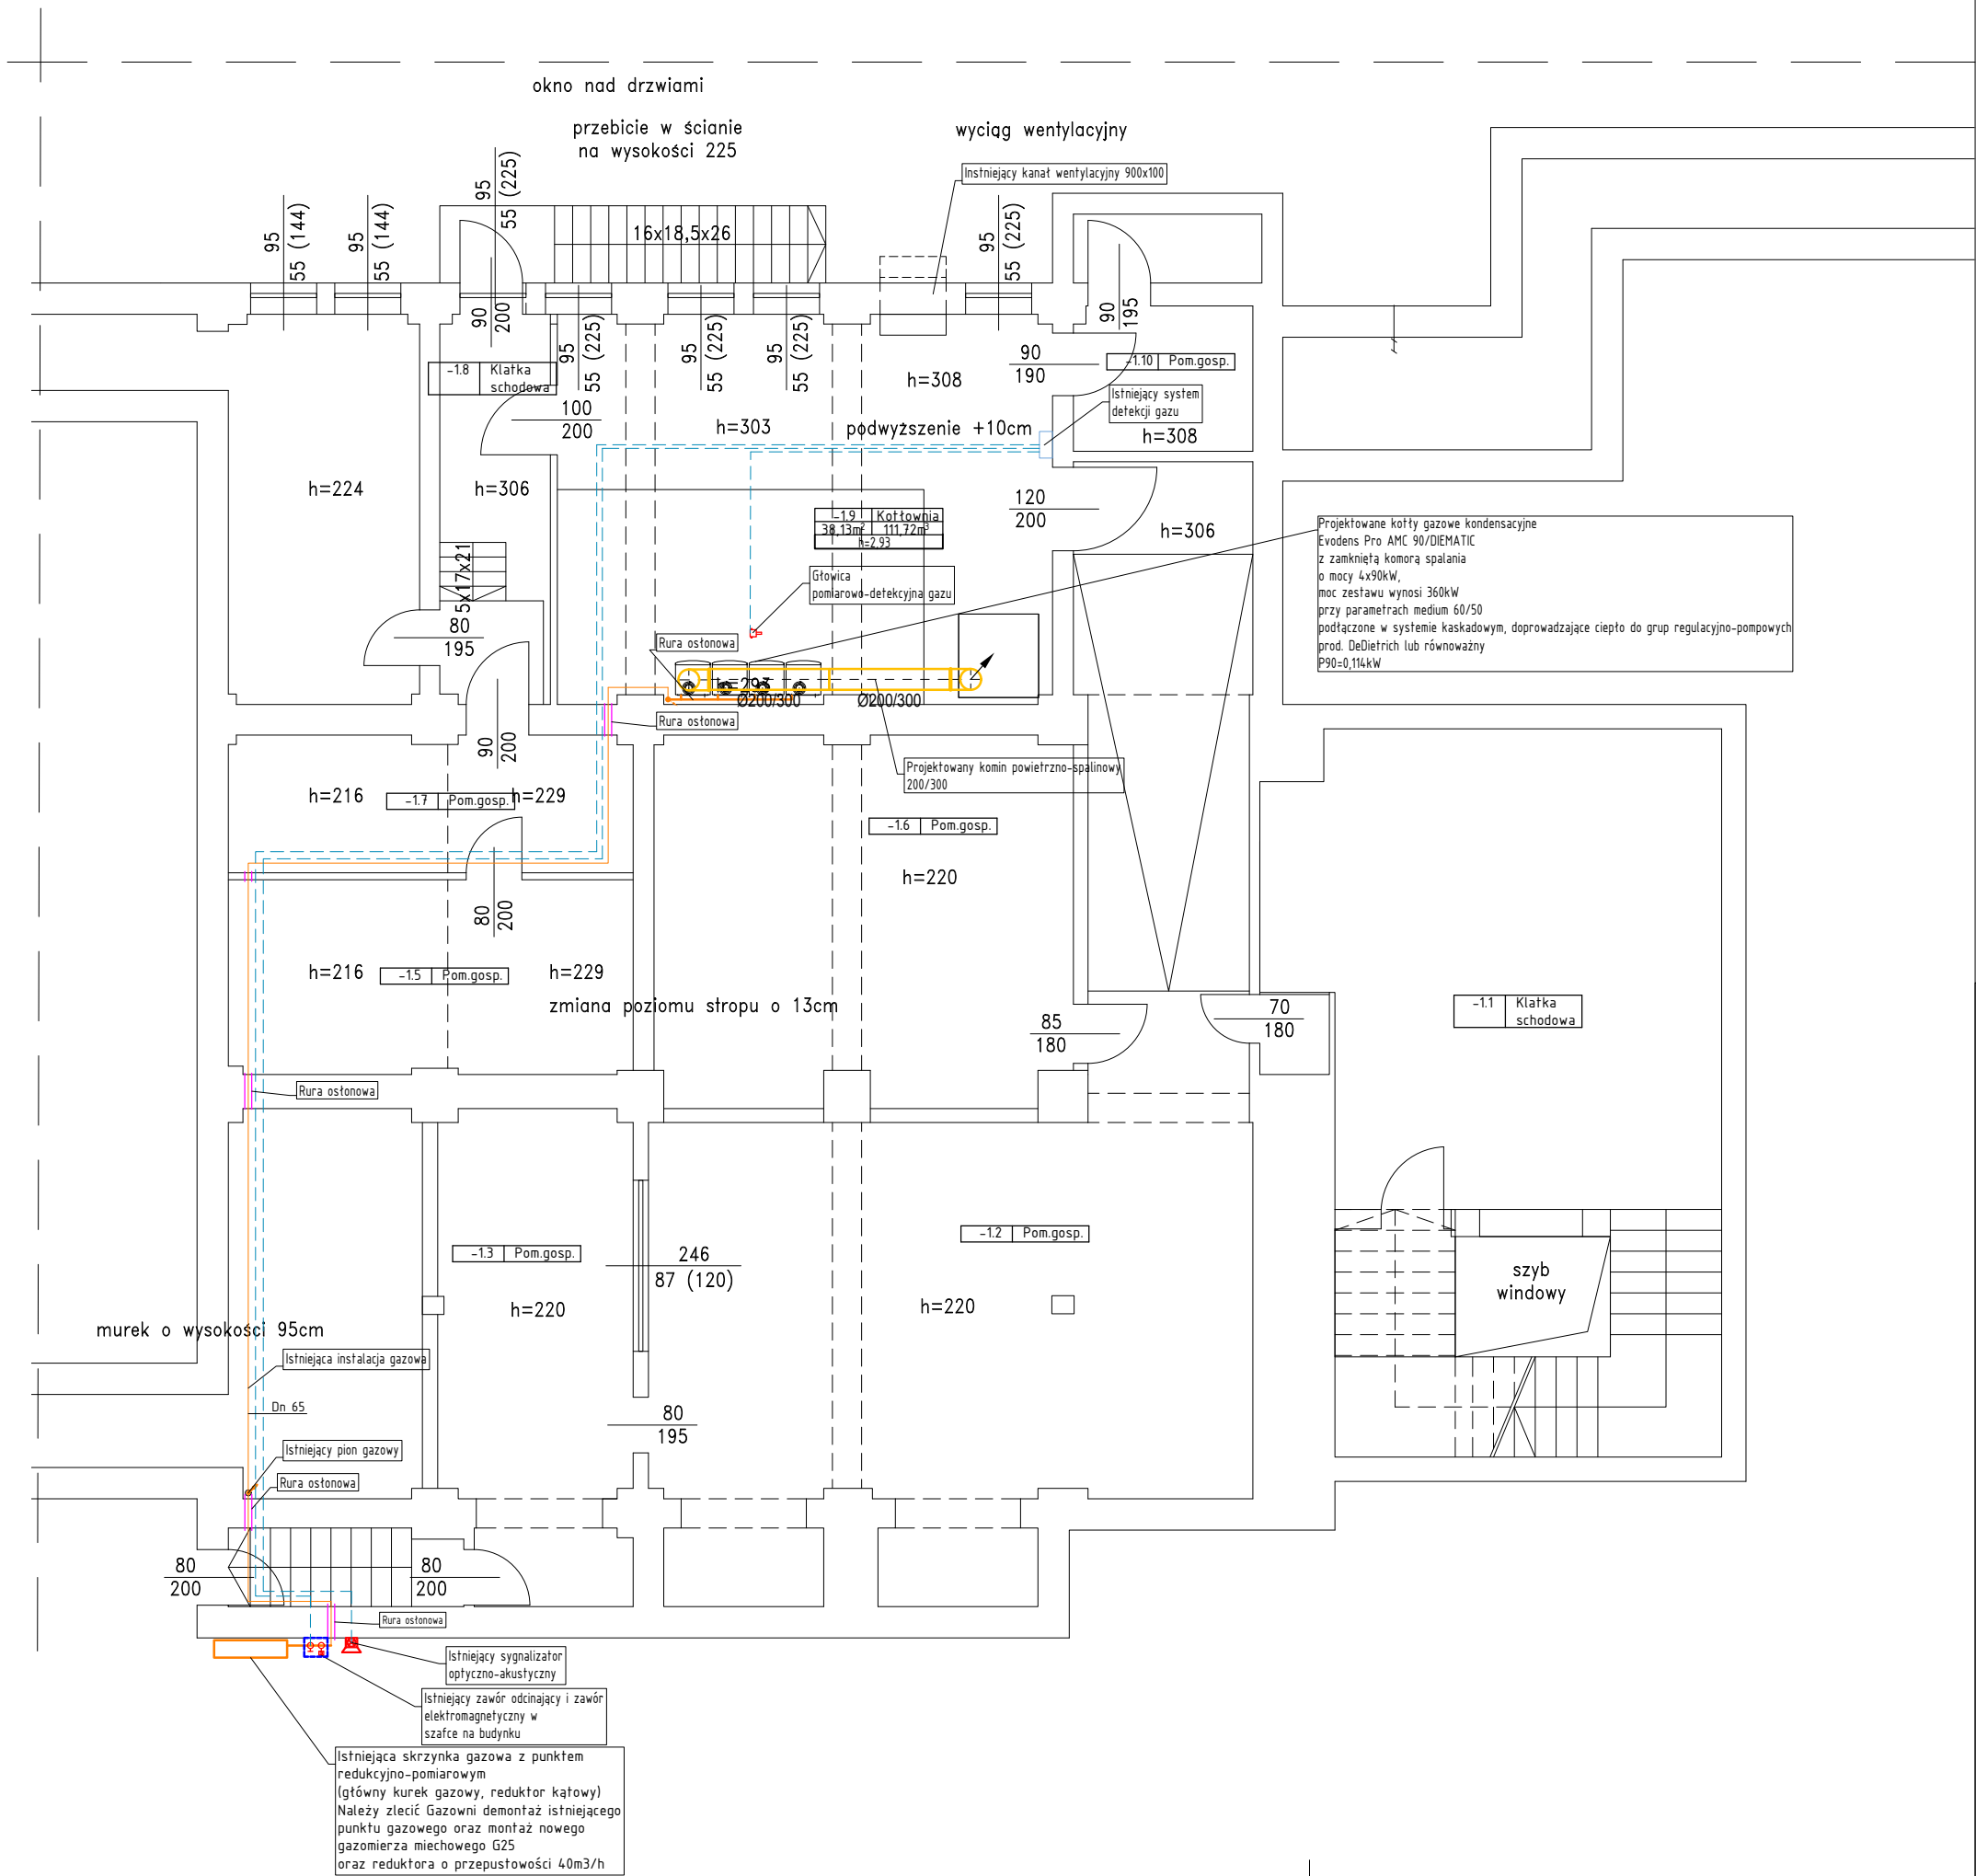 okno nad drzwiami
przebicie w ścianie
na wysokości 225
wyciąg wentylacyjny
Instniejący kanał wentylacyjny 900x100
95
55 (144)
95
55 (144)
95
55 (225)
16x18,5x26
95
55 (225)
90
200
95
55 (225)
95
55 (225)
95
55 (225)
90
195
-1.8 Klatka
schodowa
h=308
90
190
-1.10 Pom.gosp.
Istniejący system
detekcji gazu
100
200
h=303
podwyższenie +10cm
h=308
h=224
h=306
120
200
-1.9 Kotłownia
38,13m² 111,72m³
h=2.93
h=306
Projektowane kotły gazowe kondensacyjne
Evodens Pro AMC 90/DIEMATIC
z zamkniętą komorą spalania
o mocy 4x90kW,
moc zestawu wynosi 360kW
przy parametrach medium 60/50
podłączone w systemie kaskadowym, doprowadzające ciepło do grup regulacyjno-pompowych
prod. DeDietrich lub równoważny
P90=0,114kW
5x17x21
Głowica
pomiarowo-detekcyjna gazu
80
195
Rura osłonowa
h=293
Ø200/300
Ø200/300
Rura osłonowa
90
200
Projektowany komin powietrzno-spalinowy
200/300
h=216
-1.7 Pom.gosp.
h=229
-1.6 Pom.gosp.
h=220
80
200
h=216
-1.5 Pom.gosp.
h=229
zmiana poziomu stropu o 13cm
85
180
70
180
-1.1 Klatka
schodowa
Rura osłonowa
-1.3 Pom.gosp.
246
87 (120)
-1.2 Pom.gosp.
h=220
h=220
szyb
windowy
murek o wysokości 95cm
Istniejąca instalacja gazowa
Dn 65
80
195
Istniejący pion gazowy
Rura osłonowa
80
200
80
200
Rura osłonowa
Istniejący sygnalizator
optyczno-akustyczny
Istniejący zawór odcinający i zawór
elektromagnetyczny w
szafce na budynku
Istniejąca skrzynka gazowa z punktem
redukcyjno-pomiarowym
(główny kurek gazowy, reduktor kątowy)
Należy zlecić Gazowni demontaż istniejącego
punktu gazowego oraz montaż nowego
gazomierza miechowego G25
oraz reduktora o przepustowości 40m3/h